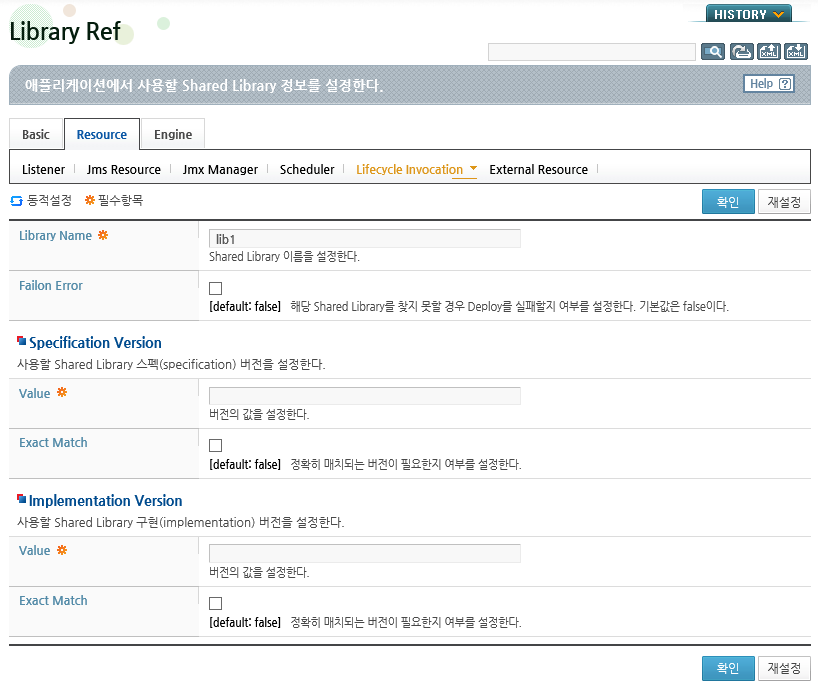 Library Ref
HISTORY
XML
XML
애플리케이션에서 사용할 Shared Library 정보를 설정한다.
Help ?
Basic
Resource
Engine
Listener
Jms Resource
Jmx Manager
Scheduler
Lifecycle Invocation
External Resource
동적설정
필수항목
확인
재설정
Library Name
lib1
Shared Library 이름을 설정한다.
Failon Error
[default: false] 해당 Shared Library를 찾지 못할 경우 Deploy를 실패할지 여부를 설정한다. 기본값은 false이다.
Specification Version
사용할 Shared Library 스펙(specification) 버전을 설정한다.
Value
버전의 값을 설정한다.
Exact Match
[default: false] 정확히 매치되는 버전이 필요한지 여부를 설정한다.
Implementation Version
사용할 Shared Library 구현(implementation) 버전을 설정한다.
Value
버전의 값을 설정한다.
Exact Match
[default: false] 정확히 매치되는 버전이 필요한지 여부를 설정한다.
확인
재설정